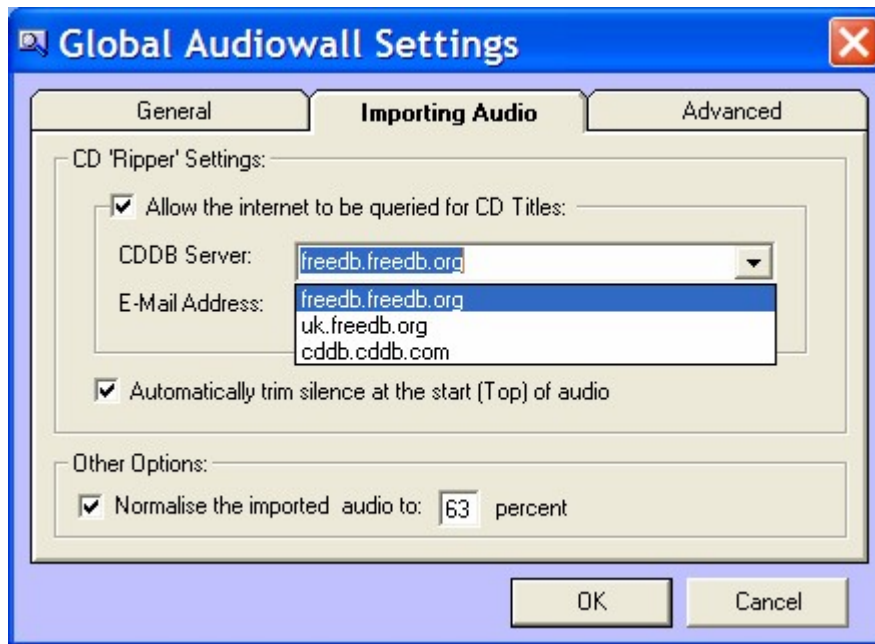 Global Audiowall Settings
General Importing Audio Advanced
CD 'Ripper' Settings:
Allow the internet to be queried for CD Titles:
CDDB Server: freedb.freedb.org
E-Mail Address: freedb.freedb.org
uk.freedb.org
cddb.cddb.com
Automatically trim silence at the start (Top) of audio
Other Options:
Normalise the imported audio to: 63 percent
OK Cancel